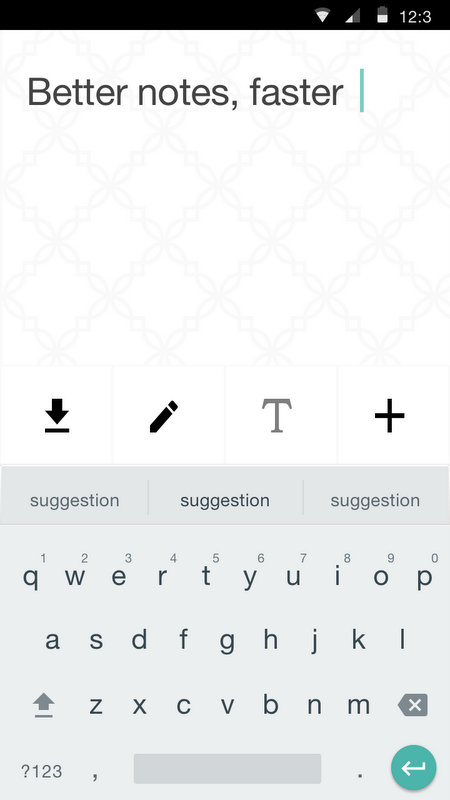 12:3
Better notes, faster
T
suggestion suggestion suggestion
1 2 3 4 5 6 7 8 9 0
q w e r t y u i o p
a s d f g h j k l
z x c v b n m
?123 , .